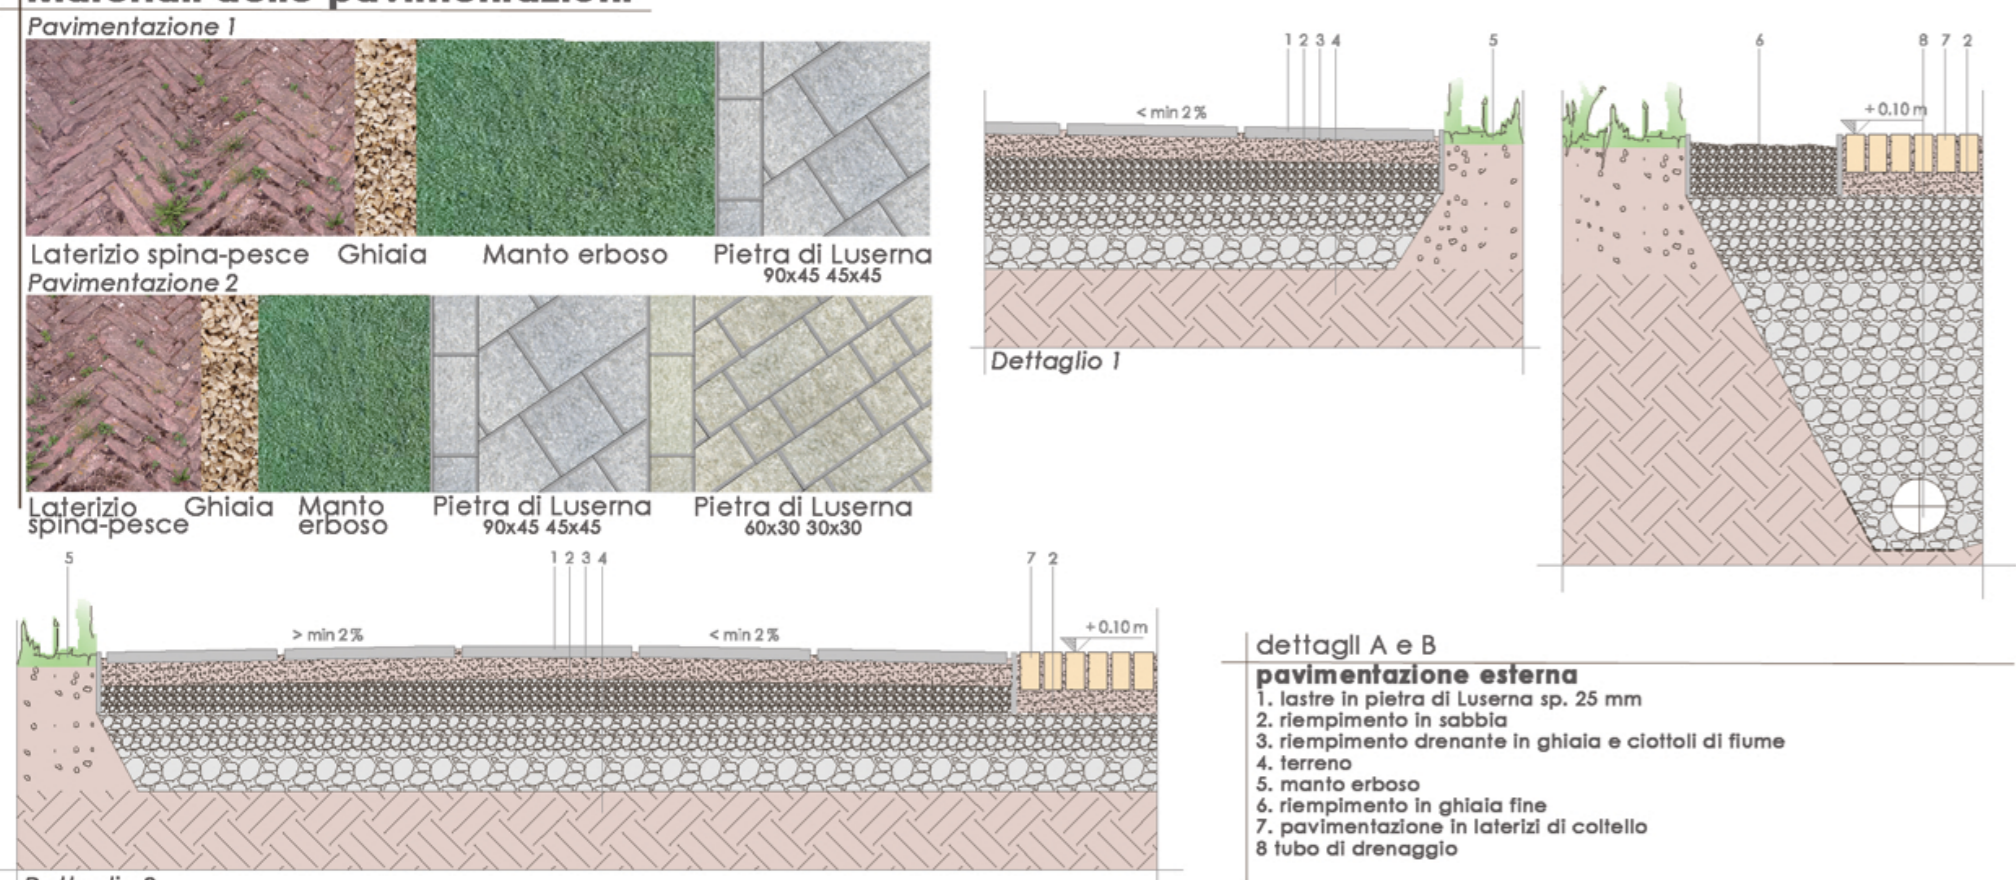 Materiali delle pavimentazioni
Pavimentazione 1
Laterizio spina-pesce Ghiaia Manto erboso Pietra di Luserna
90x45 45x45
Pavimentazione 2
Laterizio
spina-pesce
Ghiaia
Manto
erboso
Pietra di Luserna
90x45 45x45
Pietra di Luserna
60x30 30x30
1 2 3 4
5
< min 2%
Dettaglio 1
6
8 7 2
+0.10 m
5
1 2 3 4
7 2
> min 2%
< min 2%
+0.10 m
dettagli A e B
pavimentazione esterna
1. lastre in pietra di Luserna sp. 25 mm
2. riempimento in sabbia
3. riempimento drenante in ghiaia e ciottoli di fiume
4. terreno
5. manto erboso
6. riempimento in ghiaia fine
7. pavimentazione in laterizi di coltello
8 tubo di drenaggio